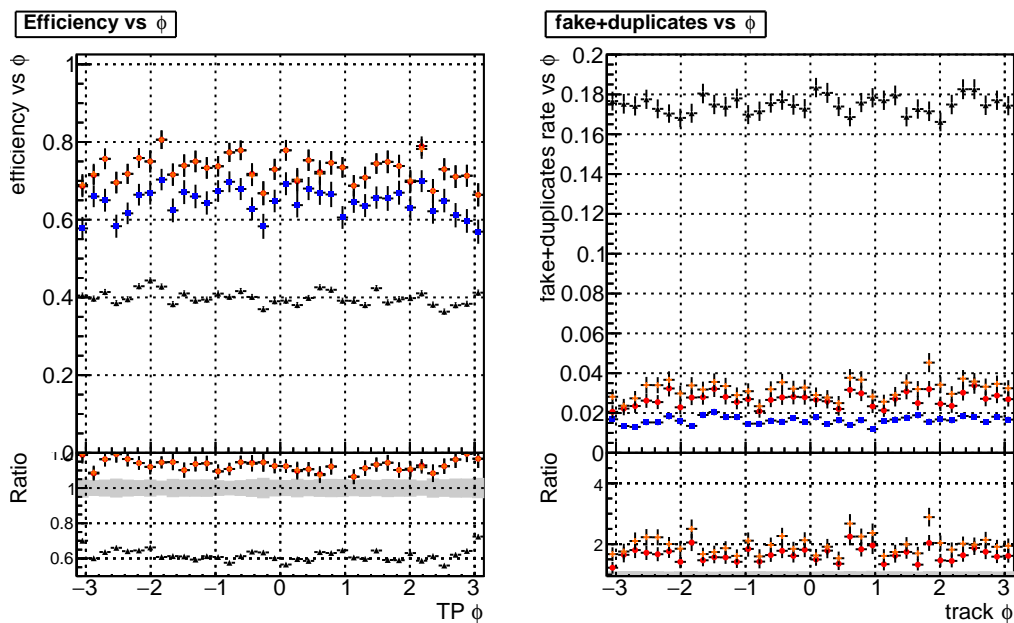 Efficiency vs ϕ
efficiency vs ϕ
1
0.8
0.6
0.4
0.2
0
Ratio
1
0.8
0.6
−3 −2 −1 0 1 2 3
TP ϕ
fake+duplicates vs ϕ
fake+duplicates rate vs ϕ
0.2
0.18
0.16
0.14
0.12
0.1
0.08
0.06
0.04
0.02
0
Ratio
4
2
−3 −2 −1 0 1 2 3
track ϕ